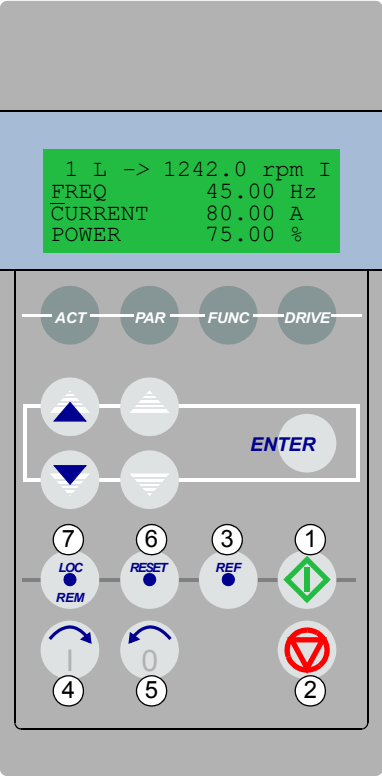 1 L -> 1242.0 rpm I
FREQ 45.00 Hz
CURRENT 80.00 A
POWER 75.00 %
ACT PAR FUNC DRIVE
ENTER
7 6 3 1
LOC RESET REF
REM
I 0
4 5 2